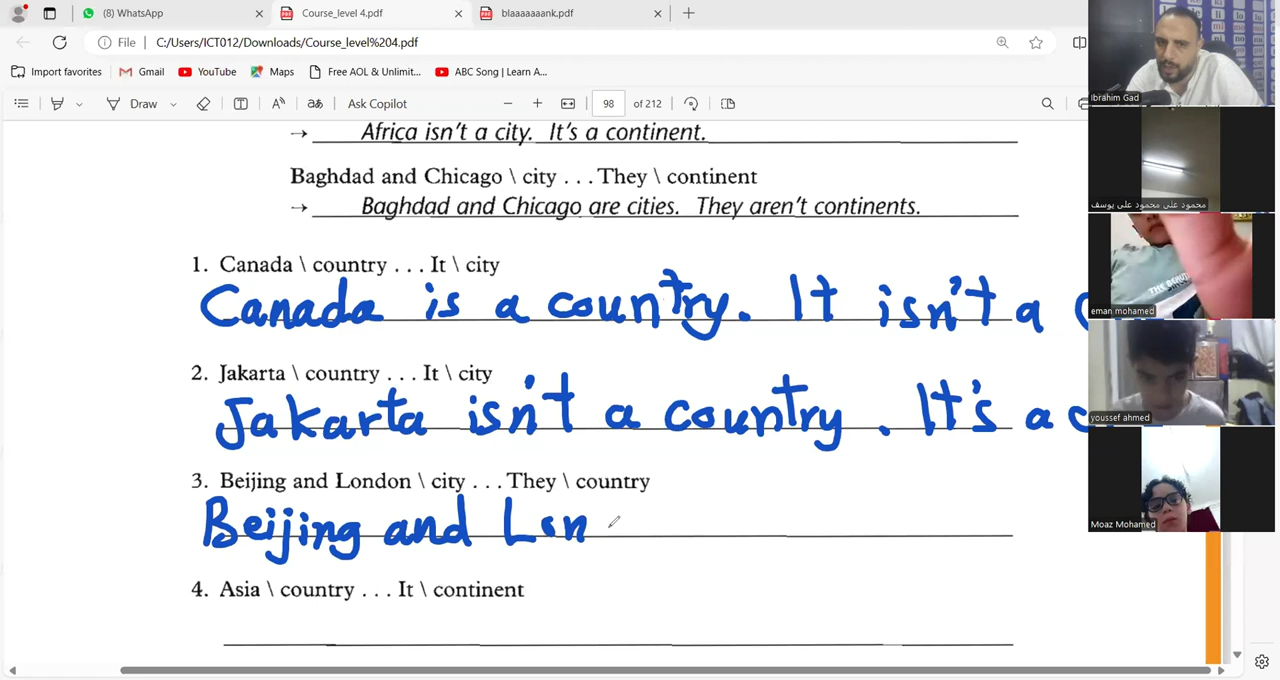 (8) WhatsApp
Course_level 4.pdf
blaaaaaaank.pdf
File C:/Users/ICT012/Downloads/Course_level%204.pdf
Import favorites Gmail YouTube Maps Free AOL & Unlimit... ABC Song | Learn A...
Draw Ask Copilot 98 of 212
Ibrahim Gad
→ Africa isn't a city. It's a continent.
Baghdad and Chicago \ city . . . They \ continent
→ Baghdad and Chicago are cities. They aren't continents.
محمود علي محمود علي يوسف
1. Canada \ country . . . It \ city
Canada is a country. It isn't a
eman mohamed
2. Jakarta \ country . . . It \ city
Jakarta isn't a country. It's a
youssef ahmed
3. Beijing and London \ city . . . They \ country
Beijing and Lon
Moaz Mohamed
4. Asia \ country . . . It \ continent